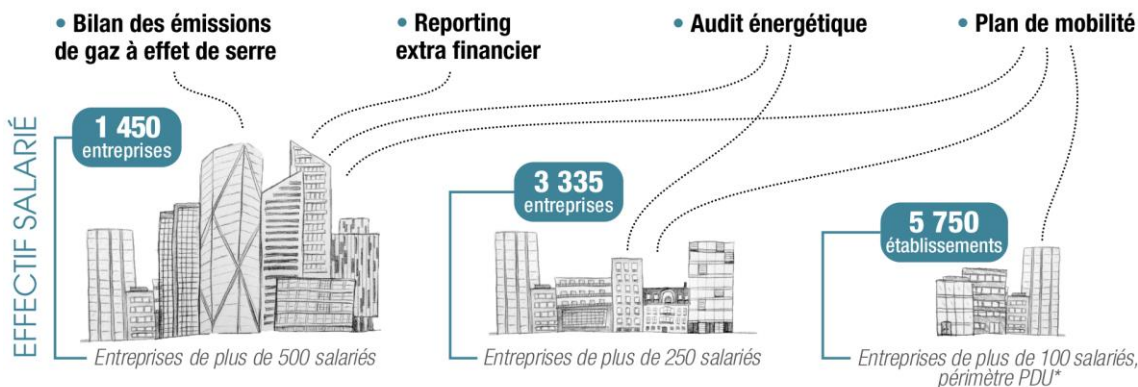 • Bilan des émissions
de gaz à effet de serre
• Reporting
extra financier
• Audit énergétique
• Plan de mobilité
EFFECTIF SALARIÉ
1 450
entreprises
3 335
entreprises
5 750
établissements
Entreprises de plus de 500 salariés
Entreprises de plus de 250 salariés
Entreprises de plus de 100 salariés,
périmètre PDU*